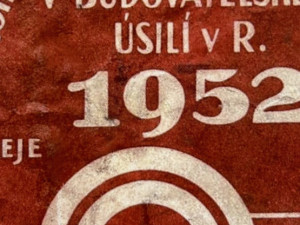 V BUDOVATELSKÉ
ÚSILÍ V R.
1952
EJE